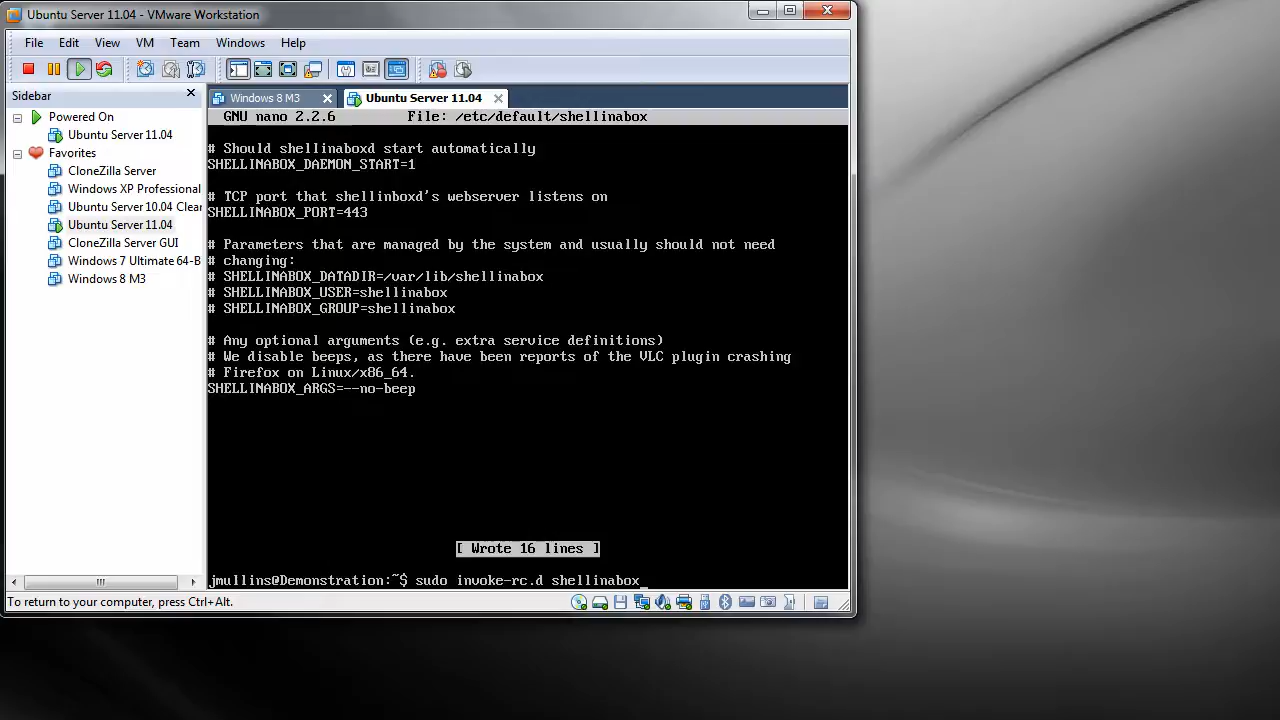 Ubuntu Server 11.04 - VMware Workstation
File Edit View VM Team Windows Help
Sidebar
Powered On
Ubuntu Server 11.04
Favorites
CloneZilla Server
Windows XP Professional
Ubuntu 10.04 Clear
Ubuntu Server 11.04
CloneZilla Server GUI
Windows 7 Ultimate 64-B
Windows 8 M3
Windows 8 M3 Ubuntu Server 11.04
GNU nano 2.2.6 File: /etc/default/shellinabox
# Should shellinaboxd start automatically
SHELLINABOX_DAEMON_START=1
# TCP port that shellinboxd's webserver listens on
SHELLINABOX_PORT=443
# Parameters that are managed by the system and usually should not need
# changing:
# SHELLINABOX_DATADIR=/var/lib/shellinabox
# SHELLINABOX_USER=shellinabox
# SHELLINABOX_GROUP=shellinabox
# Any optional arguments (e.g. extra service definitions)
# We disable beeps, as there have been reports of the VLC plugin crashing
# Firefox on Linux/x86_64.
SHELLINABOX_ARGS=--no-beep
[ Wrote 16 lines ]
jmullins@Demonstration:~$ sudo invoke-rc.d shellinabox_
To return to your computer, press Ctrl+Alt.